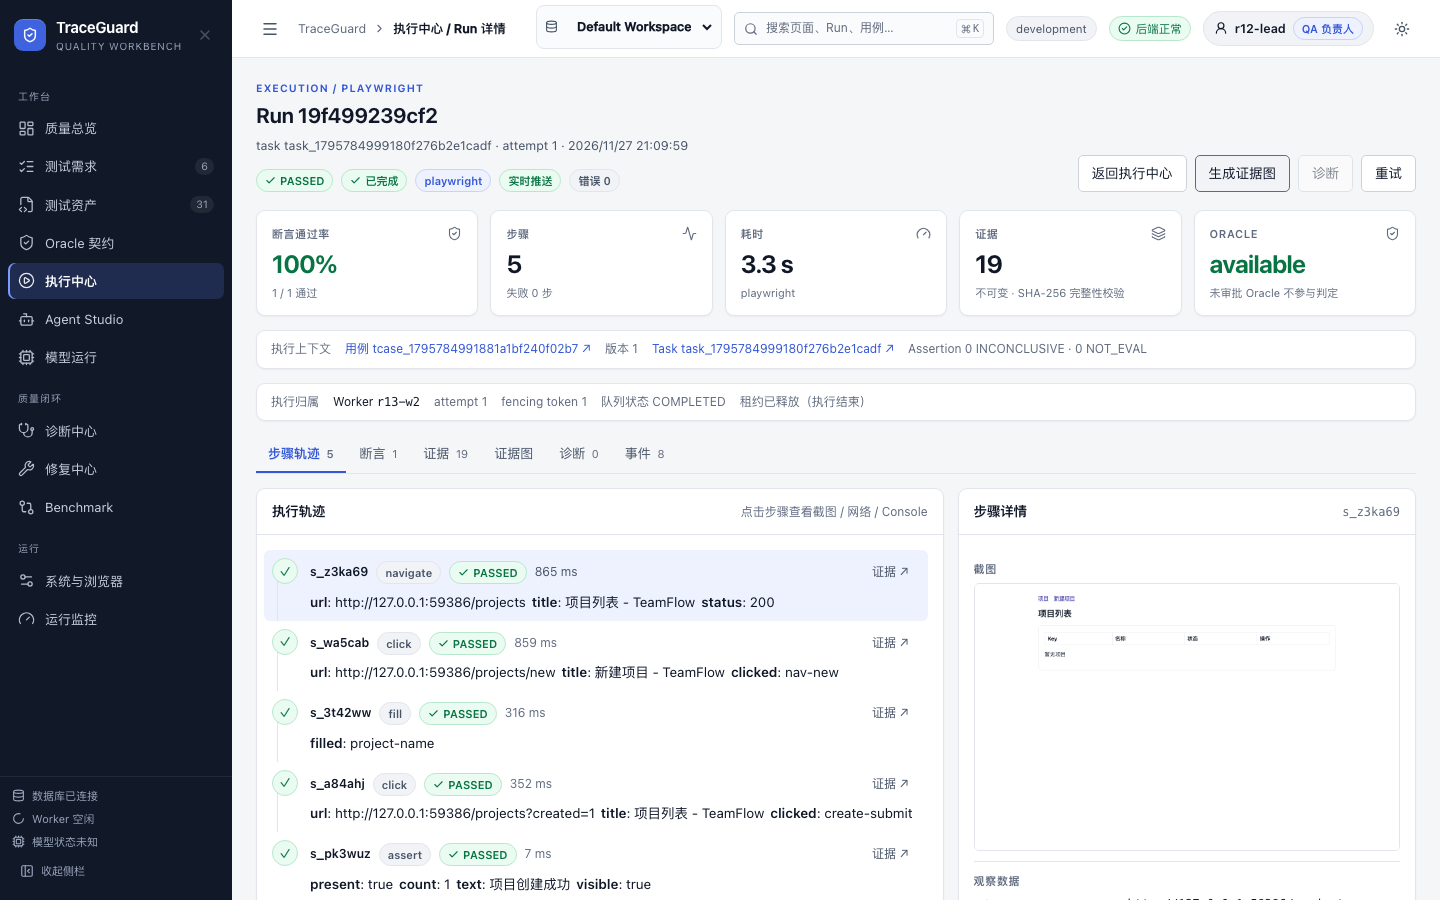 TraceGuard
QUALITY WORKBENCH
工作台
质量总览
测试需求 6
测试资产 31
Oracle 契约
执行中心
Agent Studio
模型运行
质量闭环
诊断中心
修复中心
Benchmark
运行
系统与浏览器
运行监控
数据库已连接
Worker 空闲
模型状态未知
收起侧栏
TraceGuard > 执行中心 / Run 详情
Default Workspace
搜索页面、Run、用例... ⌘K
development
后端正常
r12-lead QA 负责人
EXECUTION / PLAYWRIGHT
Run 19f499239cf2
task task_1795784999180f276b2e1cadf · attempt 1 · 2026/11/27 21:09:59
PASSED 已完成 playwright 实时推送 错误 0
返回执行中心 生成证据图 诊断 重试
断言通过率
100%
1 / 1 通过
步骤
5
失败 0 步
耗时
3.3 s
playwright
证据
19
不可变 · SHA-256 完整性校验
ORACLE
available
未审批 Oracle 不参与判定
执行上下文 用例 tcase_1795784991881a1bf240f02b7 ↗ 版本 1 Task task_1795784999180f276b2e1cadf ↗ Assertion 0 INCONCLUSIVE · 0 NOT_EVAL
执行归属 Worker r13-w2 attempt 1 fencing token 1 队列状态 COMPLETED 租约已释放（执行结束）
步骤轨迹 5 断言 1 证据 19 证据图 诊断 0 事件 8
执行轨迹 点击步骤查看截图 / 网络 / Console
s_z3ka69 navigate PASSED 865 ms 证据 ↗
url: http://127.0.0.1:59386/projects title: 项目列表 - TeamFlow status: 200
s_wa5cab click PASSED 859 ms 证据 ↗
url: http://127.0.0.1:59386/projects/new title: 新建项目 - TeamFlow clicked: nav-new
s_3t42ww fill PASSED 316 ms 证据 ↗
filled: project-name
s_a84ahj click PASSED 352 ms 证据 ↗
url: http://127.0.0.1:59386/projects?created=1 title: 项目列表 - TeamFlow clicked: create-submit
s_pk3wuz assert PASSED 7 ms 证据 ↗
present: true count: 1 text: 项目创建成功 visible: true
步骤详情 s_z3ka69
截图
项目 新建项目
项目列表
Key 名称 状态 操作
暂无项目
观察数据